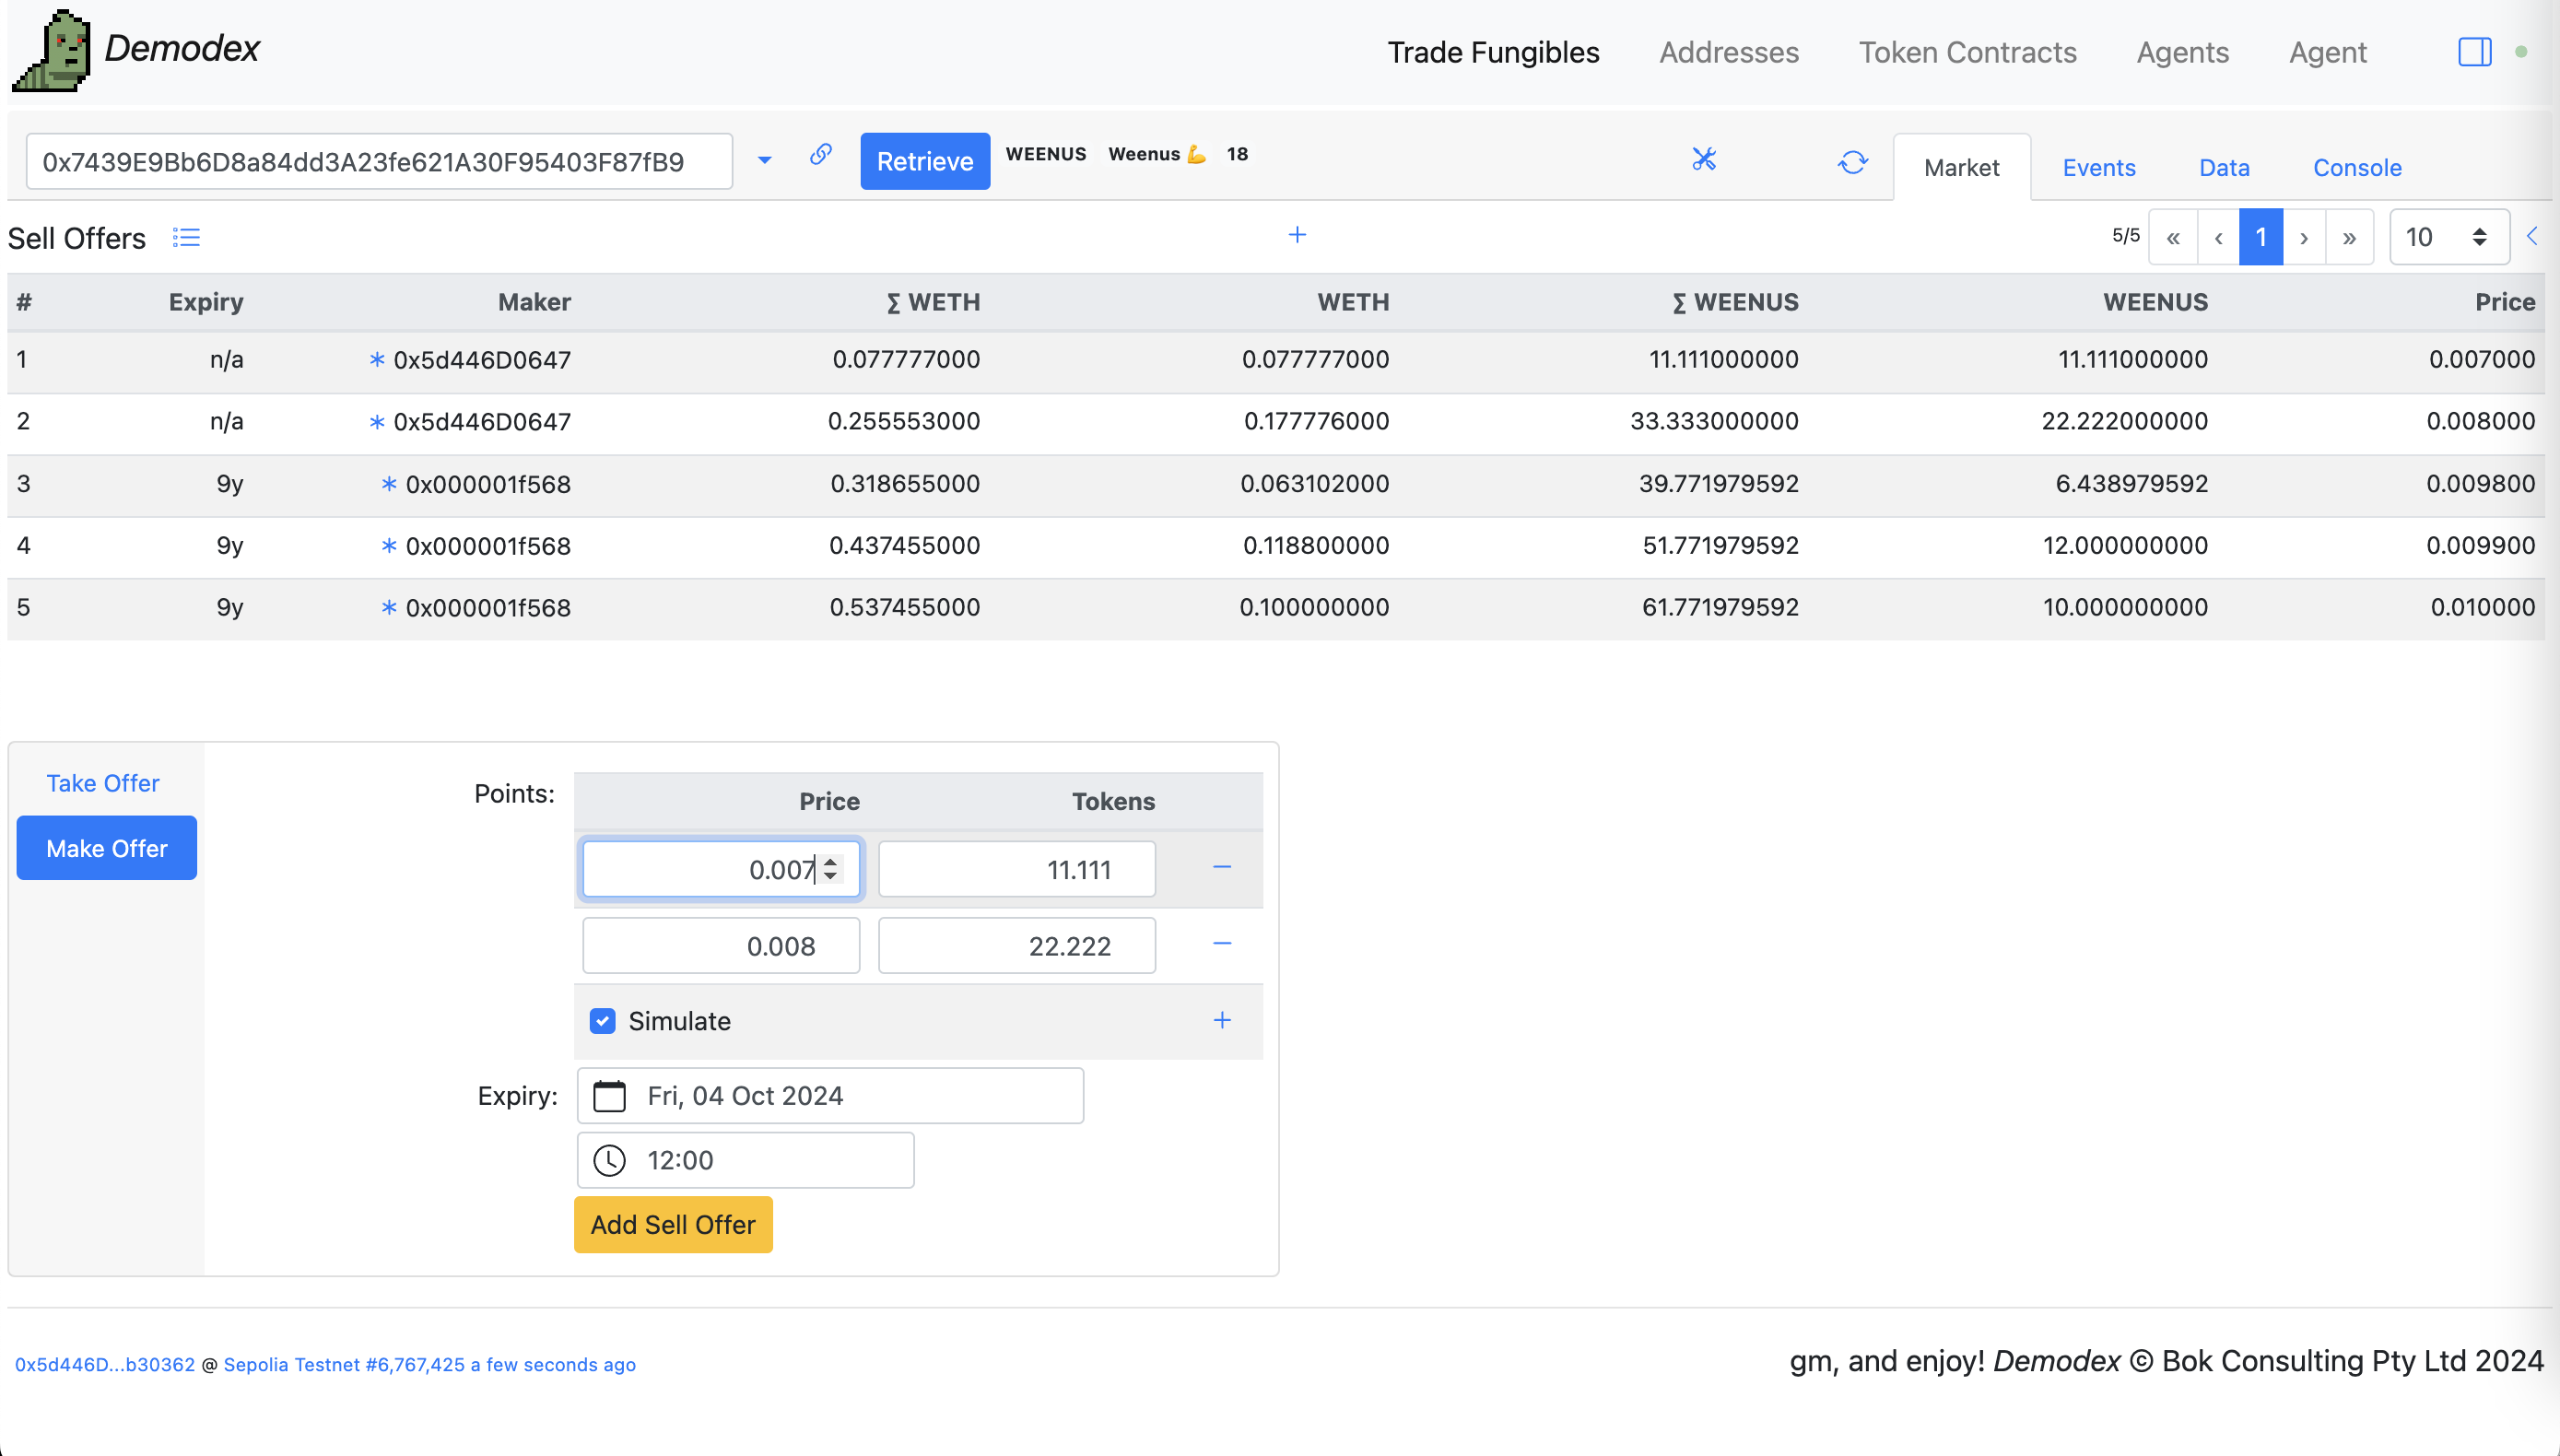 Demodex Trade Fungibles Addresses Token Contracts Agents Agent
0x7439E9Bb6D8a84dd3A23fe621A30F95403F87fB9 Retrieve WEENUS Weenus 💪 18 Market Events Data Console
Sell Offers + 5/5 « ‹ 1 › » 10
# Expiry Maker ∑ WETH WETH ∑ WEENUS WEENUS Price
1 n/a * 0x5d446D0647 0.077777000 0.077777000 11.111000000 11.111000000 0.007000
2 n/a * 0x5d446D0647 0.255553000 0.177776000 33.333000000 22.222000000 0.008000
3 9y * 0x000001f568 0.318655000 0.063102000 39.771979592 6.438979592 0.009800
4 9y * 0x000001f568 0.437455000 0.118800000 51.771979592 12.000000000 0.009900
5 9y * 0x000001f568 0.537455000 0.100000000 61.771979592 10.000000000 0.010000
Take Offer
Make Offer
Points: Price Tokens
0.007 11.111 −
0.008 22.222 −
Simulate +
Expiry: Fri, 04 Oct 2024
12:00
Add Sell Offer
0x5d446D...b30362 @ Sepolia Testnet #6,767,425 a few seconds ago
gm, and enjoy! Demodex © Bok Consulting Pty Ltd 2024